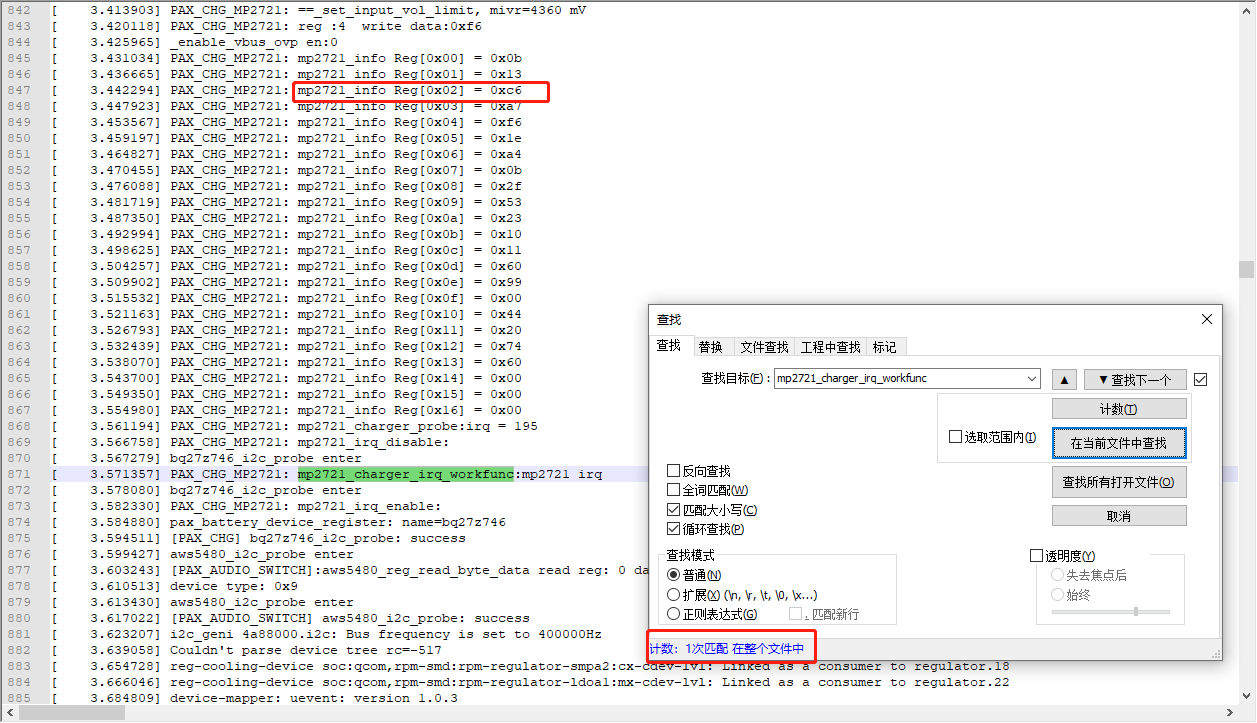 842 [    3.413903] PAX_CHG_MP2721: ==_set_input_vol_limit, mivr=4360 mV
843 [    3.420118] PAX_CHG_MP2721: reg :4  write data:0xf6
844 [    3.425965] _enable_vbus_ovp en:0
845 [    3.431034] PAX_CHG_MP2721: mp2721_info Reg[0x00] = 0x0b
846 [    3.436665] PAX_CHG_MP2721: mp2721_info Reg[0x01] = 0x13
847 [    3.442294] PAX_CHG_MP2721: mp2721_info Reg[0x02] = 0xc6
848 [    3.447923] PAX_CHG_MP2721: mp2721_info Reg[0x03] = 0xa7
849 [    3.453567] PAX_CHG_MP2721: mp2721_info Reg[0x04] = 0xf6
850 [    3.459197] PAX_CHG_MP2721: mp2721_info Reg[0x05] = 0x1e
851 [    3.464827] PAX_CHG_MP2721: mp2721_info Reg[0x06] = 0xa4
852 [    3.470455] PAX_CHG_MP2721: mp2721_info Reg[0x07] = 0x0b
853 [    3.476088] PAX_CHG_MP2721: mp2721_info Reg[0x08] = 0x2f
854 [    3.481719] PAX_CHG_MP2721: mp2721_info Reg[0x09] = 0x53
855 [    3.487350] PAX_CHG_MP2721: mp2721_info Reg[0x0a] = 0x23
856 [    3.492994] PAX_CHG_MP2721: mp2721_info Reg[0x0b] = 0x10
857 [    3.498625] PAX_CHG_MP2721: mp2721_info Reg[0x0c] = 0x11
858 [    3.504257] PAX_CHG_MP2721: mp2721_info Reg[0x0d] = 0x60
859 [    3.509902] PAX_CHG_MP2721: mp2721_info Reg[0x0e] = 0x99
860 [    3.515532] PAX_CHG_MP2721: mp2721_info Reg[0x0f] = 0x00
861 [    3.521163] PAX_CHG_MP2721: mp2721_info Reg[0x10] = 0x44
862 [    3.526793] PAX_CHG_MP2721: mp2721_info Reg[0x11] = 0x20
863 [    3.532439] PAX_CHG_MP2721: mp2721_info Reg[0x12] = 0x74
864 [    3.538070] PAX_CHG_MP2721: mp2721_info Reg[0x13] = 0x60
865 [    3.543700] PAX_CHG_MP2721: mp2721_info Reg[0x14] = 0x00
866 [    3.549350] PAX_CHG_MP2721: mp2721_info Reg[0x15] = 0x00
867 [    3.554980] PAX_CHG_MP2721: mp2721_info Reg[0x16] = 0x00
868 [    3.561194] PAX_CHG_MP2721: mp2721_charger_probe:irq = 195
869 [    3.566758] PAX_CHG_MP2721: mp2721_irq_disable:
870 [    3.567279] bq27z746_i2c_probe enter
871 [    3.571357] PAX_CHG_MP2721: mp2721_charger_irq_workfunc:mp2721 irq
872 [    3.578080] bq27z746_i2c_probe enter
873 [    3.582330] PAX_CHG_MP2721: mp2721_irq_enable:
874 [    3.584880] pax_battery_device_register: name=bq27z746
875 [    3.594511] [PAX_CHG] bq27z746_i2c_probe: success
876 [    3.599427] aws5480_i2c_probe enter
877 [    3.603243] [PAX_AUDIO_SWITCH]:aws5480_reg_read_byte_data read reg: 0 da
878 [    3.610513] device type: 0x9
879 [    3.613430] aws5480_i2c_probe enter
880 [    3.617022] [PAX_AUDIO_SWITCH] aws5480_i2c_probe: success
881 [    3.623207] i2c_geni 4a88000.i2c: Bus frequency is set to 400000Hz
882 [    3.639058] Couldn't parse device tree rc=-517
883 [    3.654728] reg-cooling-device soc:qcom,rpm-smd:rpm-regulator-smpa2:cx-cdev-lvl: Linked as a consumer to regulator.18
884 [    3.666046] reg-cooling-device soc:qcom,rpm-smd:rpm-regulator-ldoa1:mx-cdev-lvl: Linked as a consumer to regulator.22
885 [    3.684809] device-mapper: uevent: version 1.0.3
查找
查找 替换 文件查找 工程中查找 标记
查找目标(F) : mp2721_charger_irq_workfunc ▲ ▼ 查找下一个
计数(T)
选取范围内(I) 在当前文件中查找
反向查找
查找所有打开文件(O)
全词匹配(W)
匹配大小写(C)
取消
循环查找(P)
查找模式
普通(N)
扩展(X) (\n, \r, \t, \0, \x...)
正则表达式(G) . 匹配新行
透明度(Y)
失去焦点后
始终
计数: 1次匹配 在整个文件中